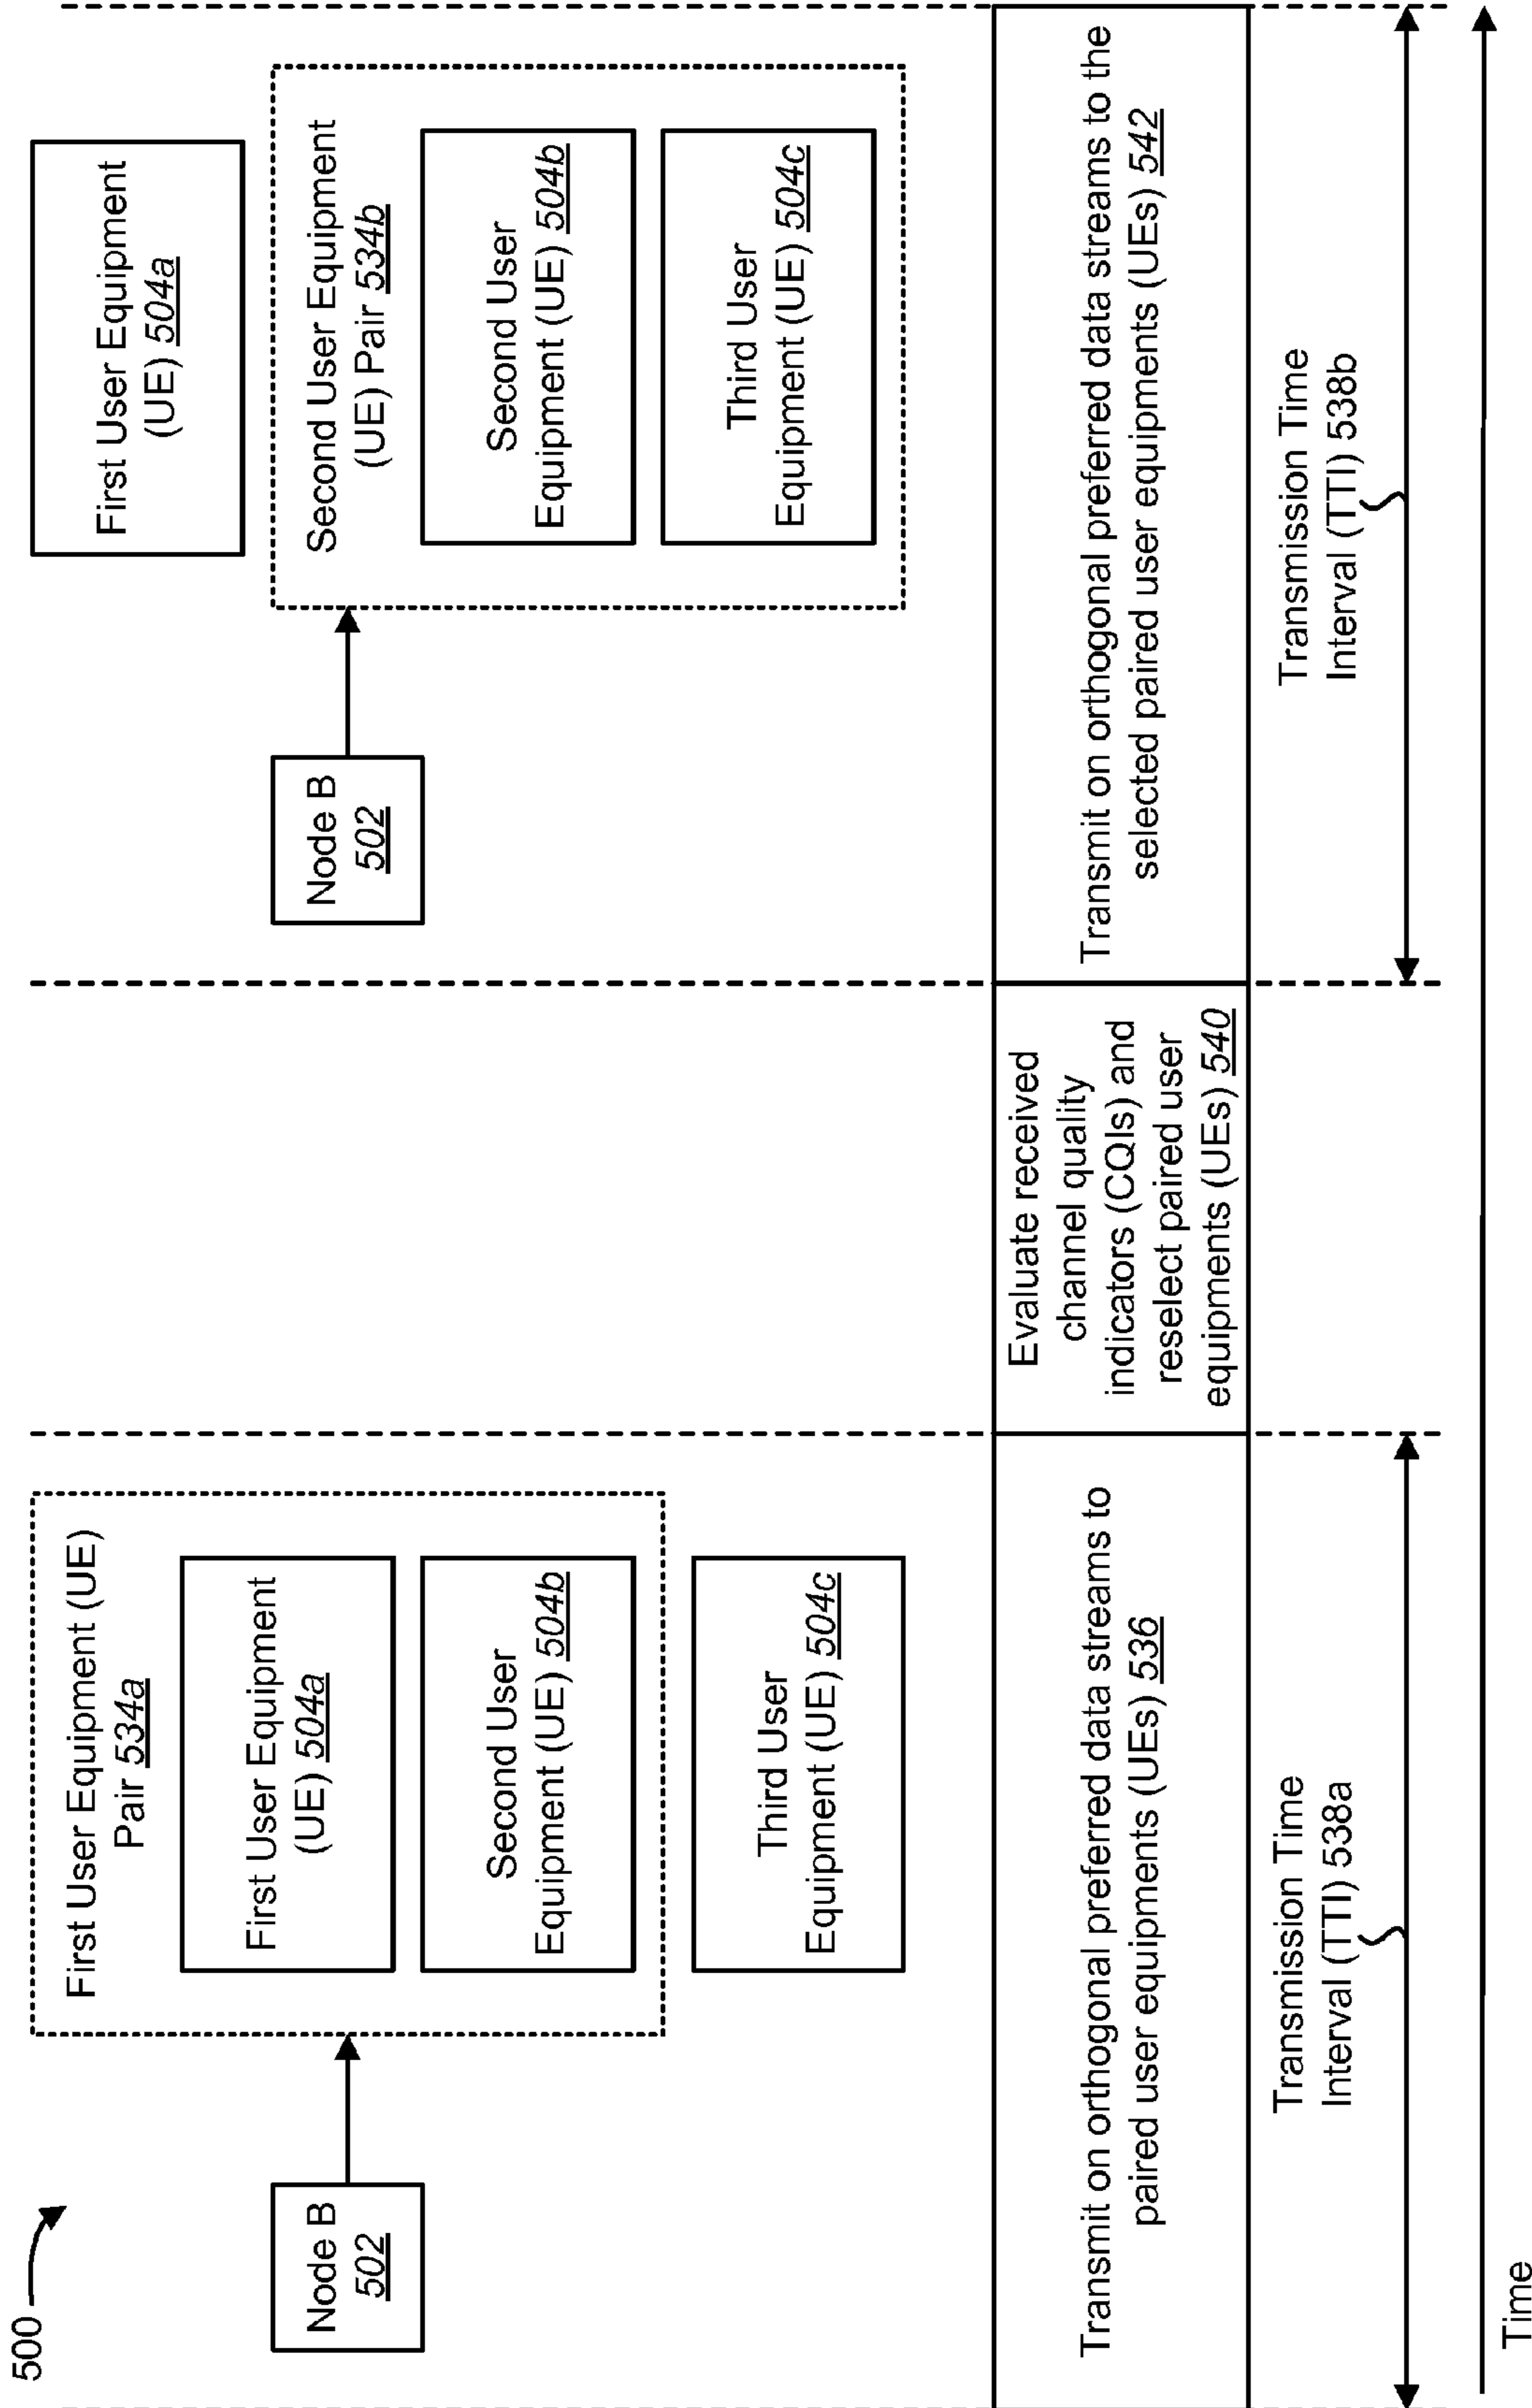 500
First User Equipment (UE)
Pair 534a
First User Equipment
(UE) 504a
Second User
Equipment (UE) 504b
Third User
Equipment (UE) 504c
Node B
502
First User Equipment
(UE) 504a
Second User Equipment
(UE) Pair 534b
Second User
Equipment (UE) 504b
Third User
Equipment (UE) 504c
Node B
502
Transmit on orthogonal preferred data streams to
paired user equipments (UEs) 536
Evaluate received
channel quality
indicators (CQIs) and
reselect paired user
equipments (UEs) 540
Transmit on orthogonal preferred data streams to the
selected paired user equipments (UEs) 542
Transmission Time
Interval (TTI) 538a
Transmission Time
Interval (TTI) 538b
Time